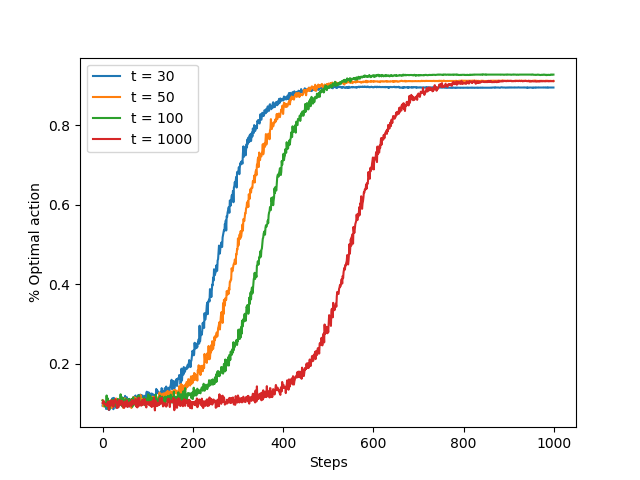 t = 30
t = 50
t = 100
t = 1000
% Optimal action
0.8
0.6
0.4
0.2
0 200 400 600 800 1000
Steps